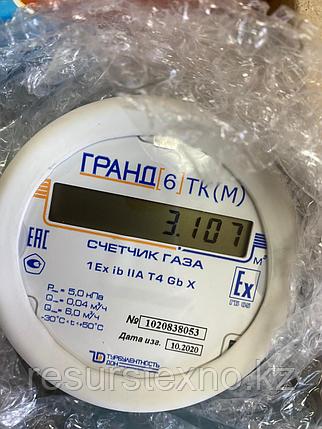 ГРАНД [6] ТК(М)
3.107
м³
ЕАС
СЧЕТЧИК ГАЗА
1Ex ib IIA T4 Gb X
Ex
P = 5,0 кПа
Q = 0,04 м³/ч
Q = 6,0 м³/ч
-30°C<t<+50°C
№ 1020838053
Дата изг. 10.2020
ТУРБУЛЕНТНОСТЬ
ДОН
resurstexno.kz